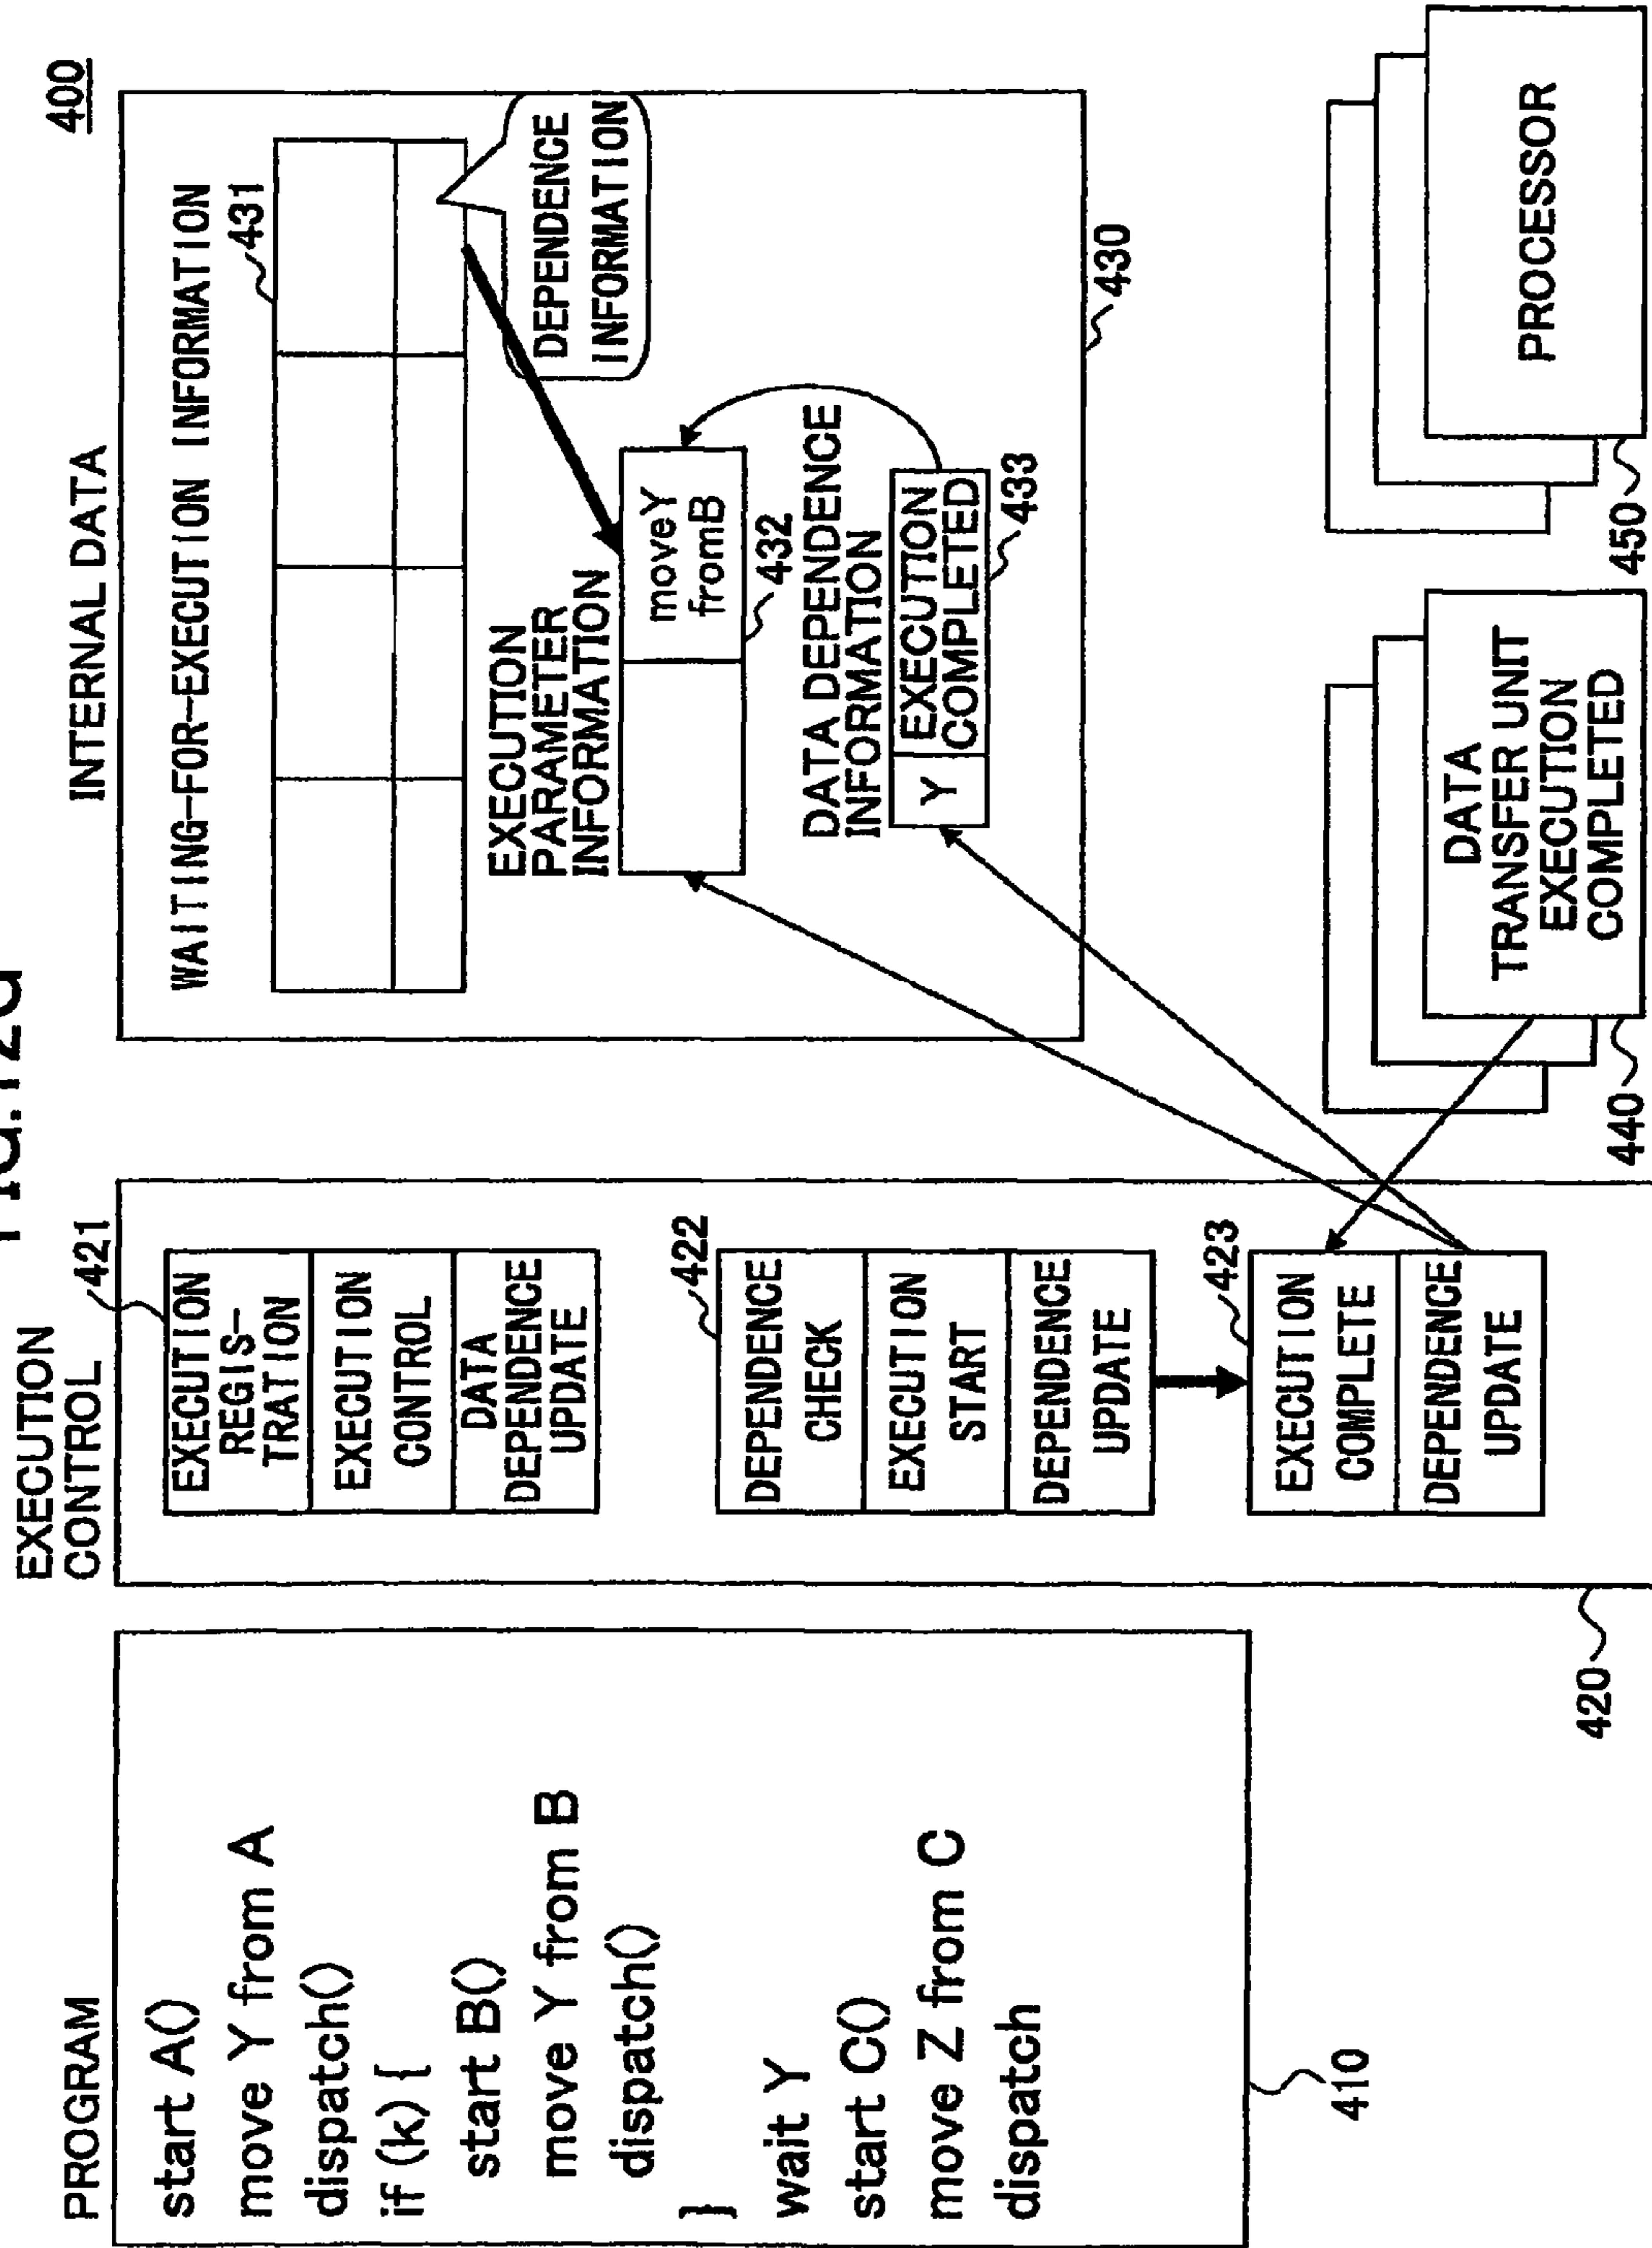 400
PROGRAM
start A()
move Y from A
dispatch()
if (k) {
start B()
move Y from B
dispatch()
}
wait Y
start C()
move Z from C
dispatch
410
EXECUTION
CONTROL
421
EXECUTION
REGIS-
TRATION
EXECUTION
CONTROL
DATA
DEPENDENCE
UPDATE
422
DEPENDENCE
CHECK
EXECUTION
START
DEPENDENCE
UPDATE
423
EXECUTION
COMPLETE
DEPENDENCE
UPDATE
420
INTERNAL DATA
WAITING-FOR-EXECUTION INFORMATION
431
DEPENDENCE
INFORMATION
EXECUTION
PARAMETER
INFORMATION
moveY
fromB
432
DATA DEPENDENCE
INFORMATION
Y
EXECUTION
COMPLETED
433
430
DATA
TRANSFER UNIT
EXECUTION
COMPLETED
440
PROCESSOR
450